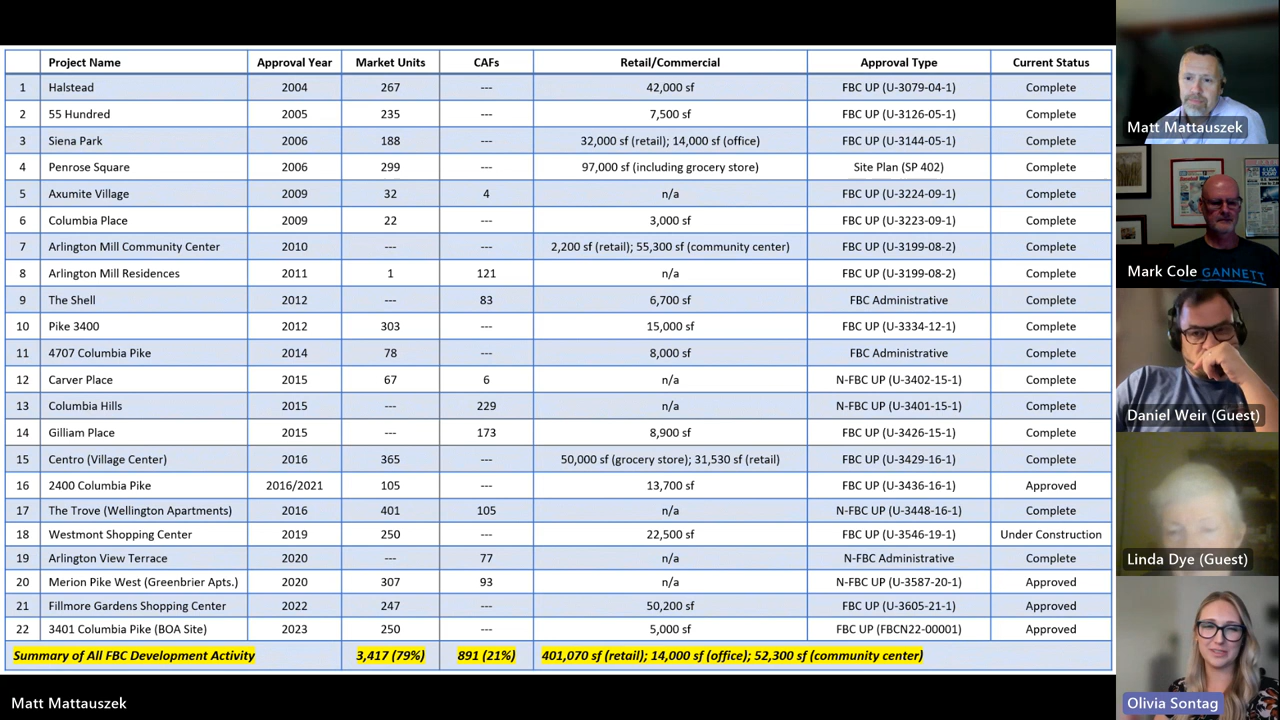 Project Name Approval Year Market Units CAFs Retail/Commercial Approval Type Current Status
1 Halstead 2004 267 --- 42,000 sf FBC UP (U-3079-04-1) Complete
2 55 Hundred 2005 235 --- 7,500 sf FBC UP (U-3126-05-1) Complete
3 Siena Park 2006 188 --- 32,000 sf (retail); 14,000 sf (office) FBC UP (U-3144-05-1) Complete
4 Penrose Square 2006 299 --- 97,000 sf (including grocery store) Site Plan (SP 402) Complete
5 Axumite Village 2009 32 4 n/a FBC UP (U-3224-09-1) Complete
6 Columbia Place 2009 22 --- 3,000 sf FBC UP (U-3223-09-1) Complete
7 Arlington Mill Community Center 2010 --- --- 2,200 sf (retail); 55,300 sf (community center) FBC UP (U-3199-08-2) Complete
8 Arlington Mill Residences 2011 1 121 n/a FBC UP (U-3199-08-2) Complete
9 The Shell 2012 --- 83 6,700 sf FBC Administrative Complete
10 Pike 3400 2012 303 --- 15,000 sf FBC UP (U-3334-12-1) Complete
11 4707 Columbia Pike 2014 78 --- 8,000 sf FBC Administrative Complete
12 Carver Place 2015 67 6 n/a N-FBC UP (U-3402-15-1) Complete
13 Columbia Hills 2015 --- 229 n/a N-FBC UP (U-3401-15-1) Complete
14 Gilliam Place 2015 --- 173 8,900 sf FBC UP (U-3426-15-1) Complete
15 Centro (Village Center) 2016 365 --- 50,000 sf (grocery store); 31,530 sf (retail) FBC UP (U-3429-16-1) Complete
16 2400 Columbia Pike 2016/2021 105 --- 13,700 sf FBC UP (U-3436-16-1) Approved
17 The Trove (Wellington Apartments) 2016 401 105 n/a N-FBC UP (U-3448-16-1) Complete
18 Westmont Shopping Center 2019 250 --- 22,500 sf FBC UP (U-3546-19-1) Under Construction
19 Arlington View Terrace 2020 --- 77 n/a N-FBC Administrative Complete
20 Merion Pike West (Greenbrier Apts.) 2020 307 93 n/a N-FBC UP (U-3587-20-1) Approved
21 Fillmore Gardens Shopping Center 2022 247 --- 50,200 sf FBC UP (U-3605-21-1) Approved
22 3401 Columbia Pike (BOA Site) 2023 250 --- 5,000 sf FBC UP (FBCN22-00001) Approved
Summary of All FBC Development Activity 3,417 (79%) 891 (21%) 401,070 sf (retail); 14,000 sf (office); 52,300 sf (community center)
Matt Mattauszek
Matt Mattauszek
Mark Cole
GANNETT
Daniel Weir (Guest)
Linda Dye (Guest)
Olivia Sontag